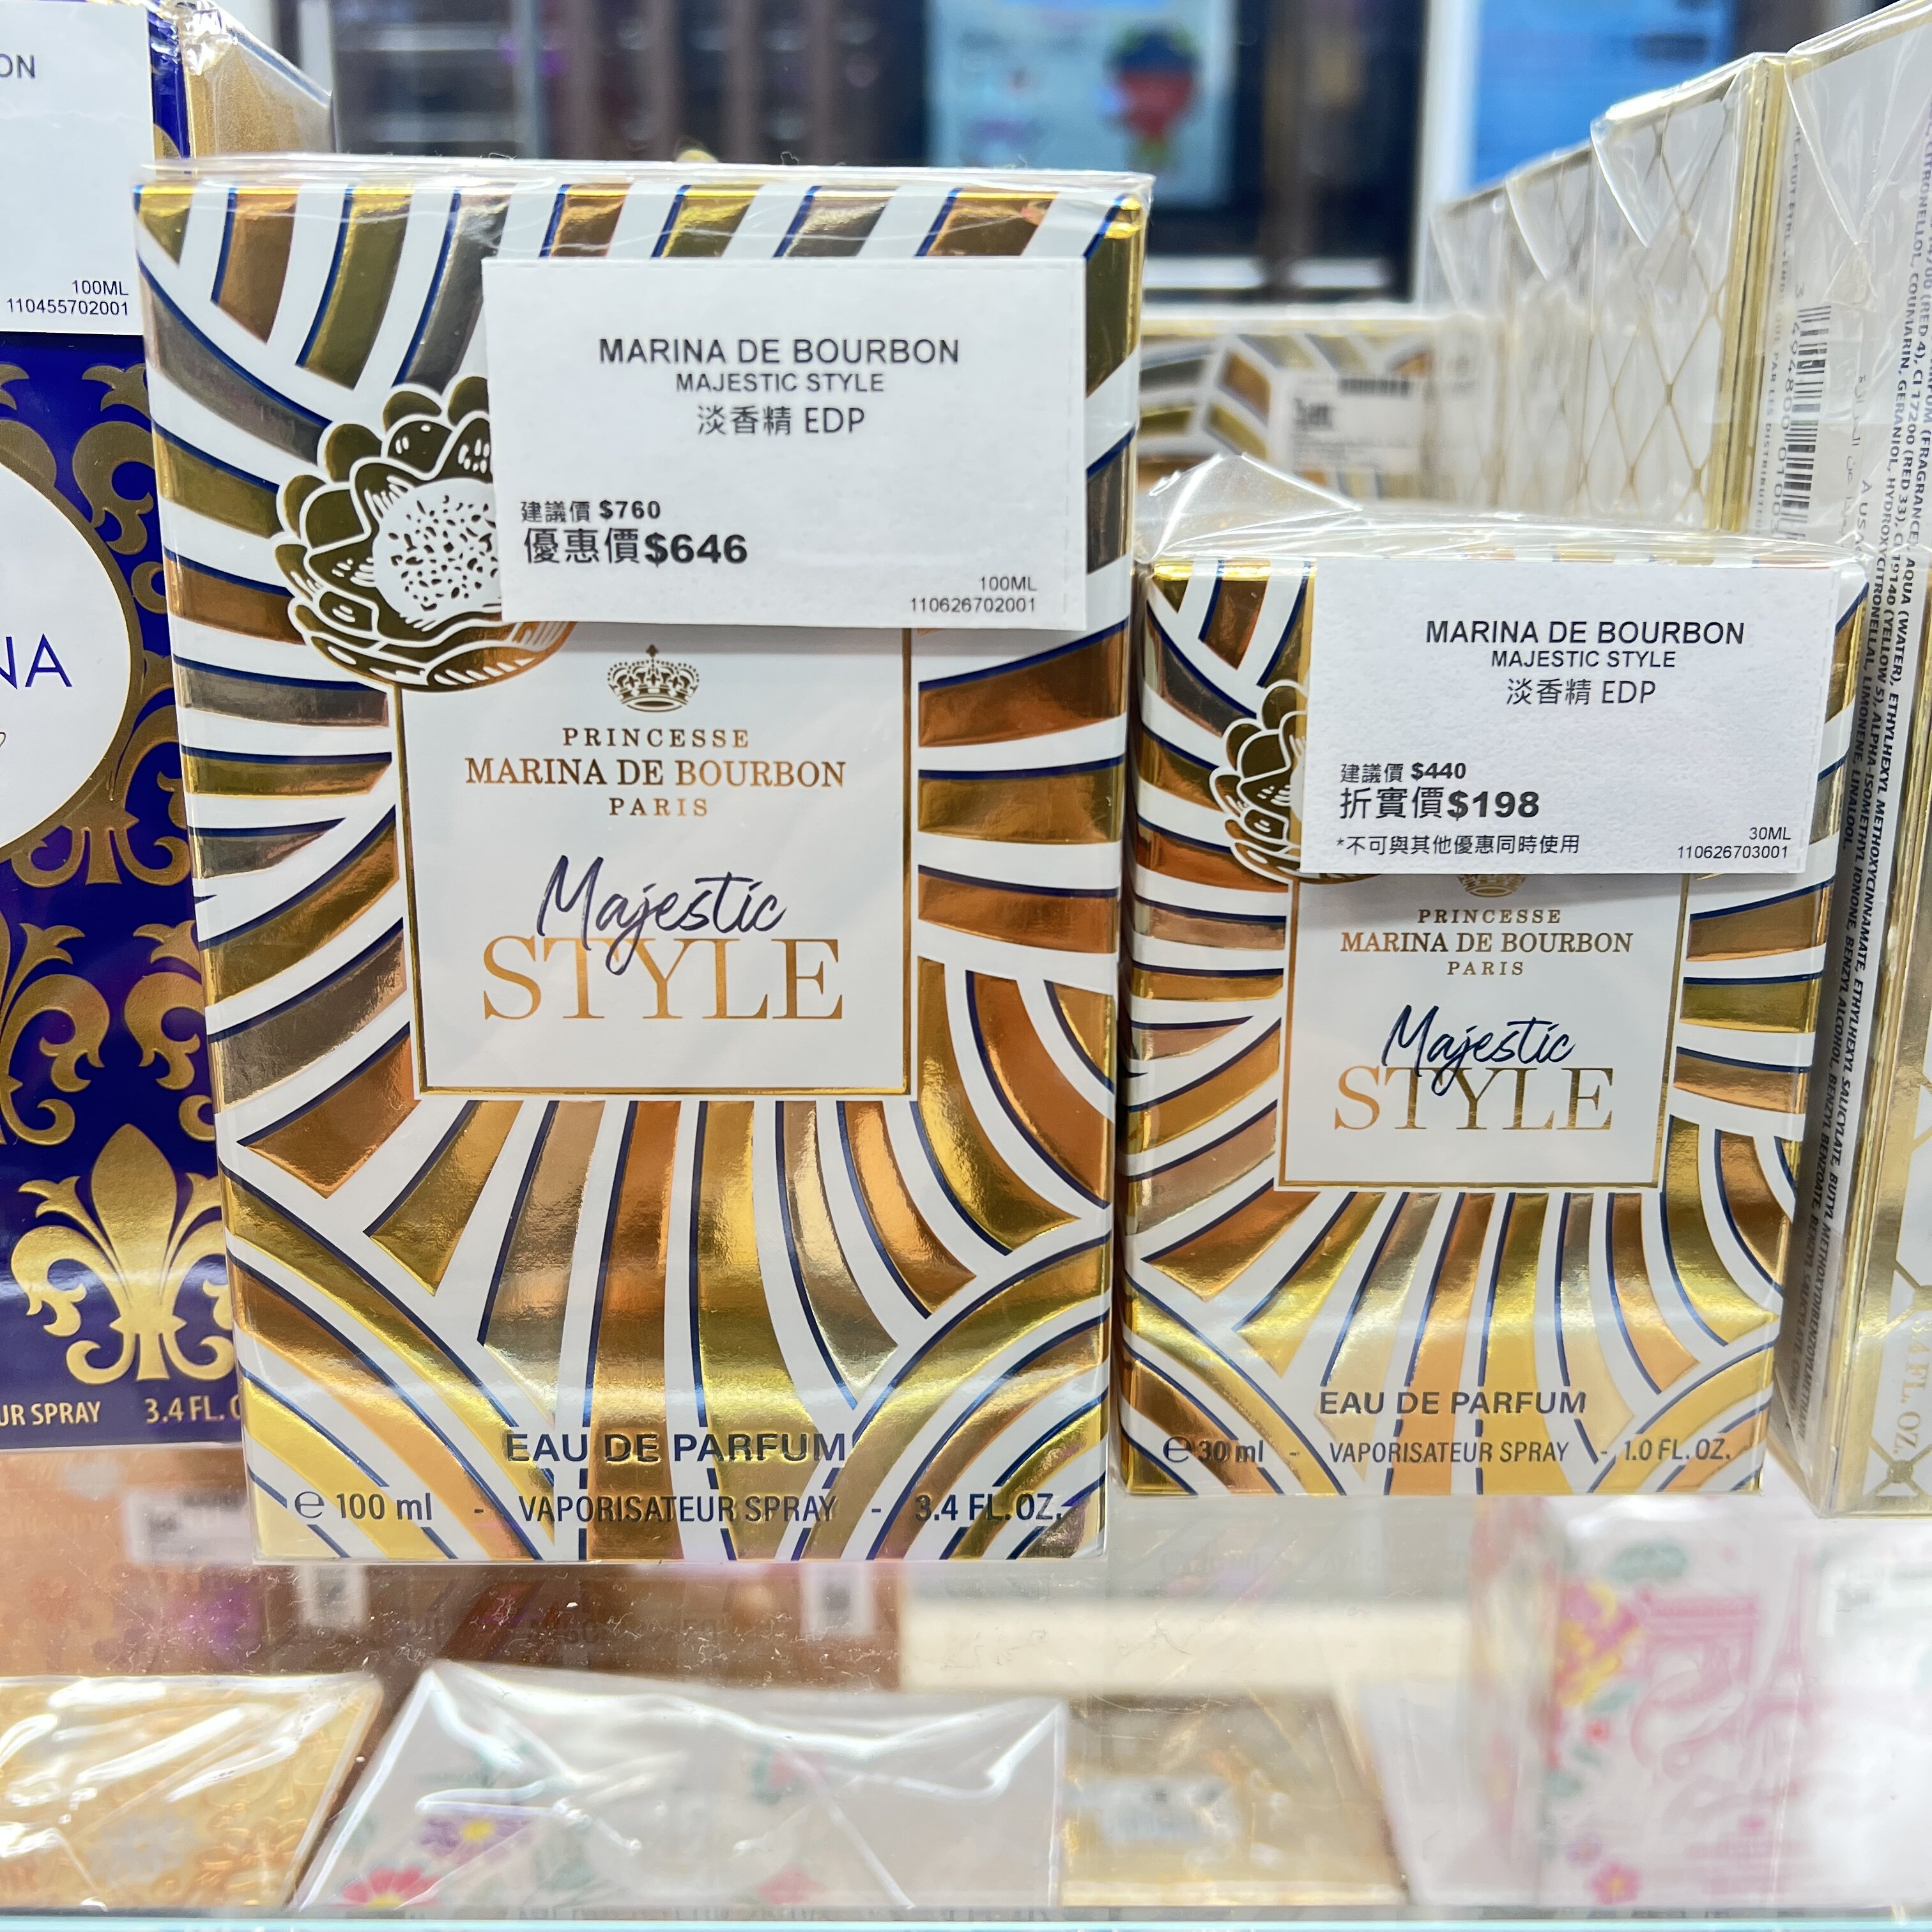 ON
100ML
110455702001
NA
UR SPRAY 3.4 FL. O
MARINA DE BOURBON
MAJESTIC STYLE
淡香精 EDP
建議價 $760
優惠價$646
100ML
110626702001
PRINCESSE
MARINA DE BOURBON
PARIS
Majestic
STYLE
EAU DE PARFUM
℮ 100 ml - VAPORISATEUR SPRAY - 3.4 FL. OZ.
MARINA DE BOURBON
MAJESTIC STYLE
淡香精 EDP
建議價 $440
折實價$198
*不可與其他優惠同時使用
30ML
110626703001
PRINCESSE
MARINA DE BOURBON
PARIS
Majestic
STYLE
EAU DE PARFUM
℮ 30 ml - VAPORISATEUR SPRAY - 1.0 FL. OZ.